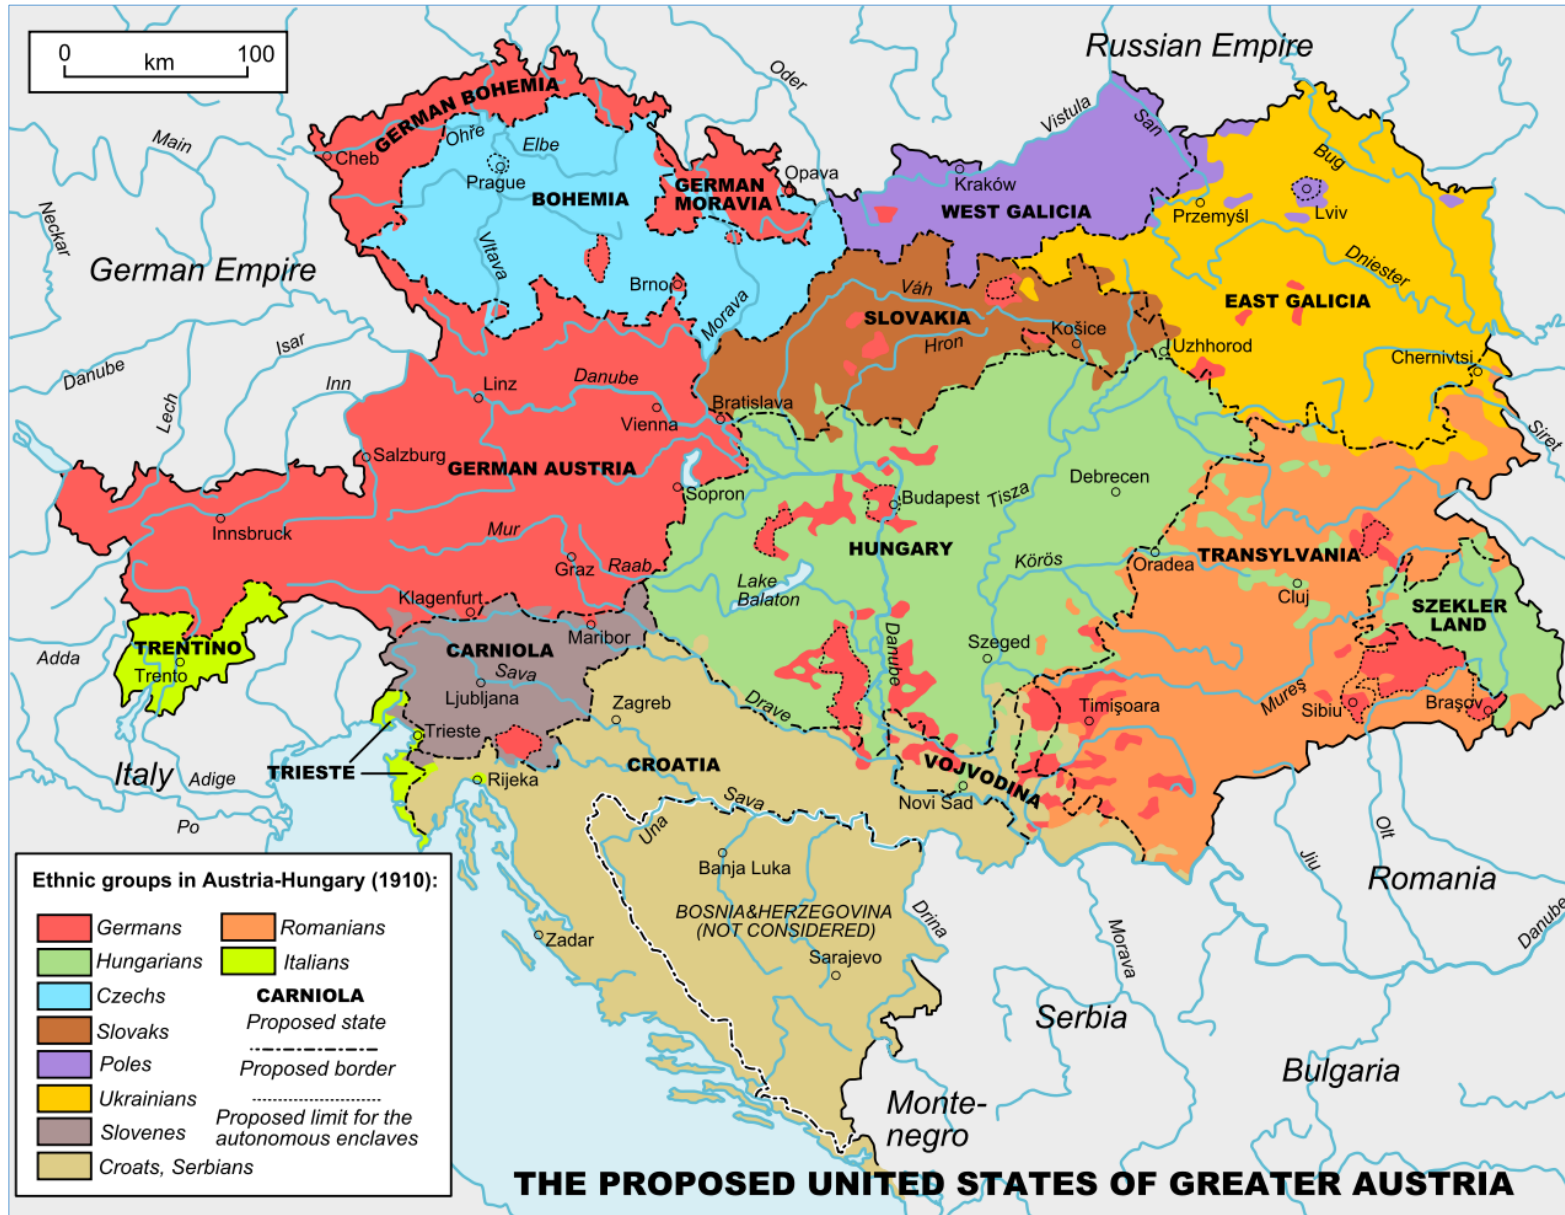 0
100
km
Russian Empire
Oder
GERMAN BOHEMIA
Vistula
San
Main
Ohře
Elbe
Bug
Cheb
Prague
Opava
Kraków
GERMAN
MORAVIA
BOHEMIA
WEST GALICIA
Przemyśl
Lviv
Neckar
German Empire
Vltava
Brno
Morava
Váh
Dniester
EAST GALICIA
SLOVAKIA
Hron
Košice
Uzhhorod
Chernivtsi
Isar
Danube
Inn
Lech
Linz
Danube
Vienna
Bratislava
Siret
Salzburg
GERMAN AUSTRIA
Sopron
Budapest
Tisza
Debrecen
Innsbruck
Mur
Graz
Raab
HUNGARY
Körös
Oradea
TRANSYLVANIA
Cluj
Lake
Balaton
Klagenfurt
Maribor
SZEKLER
LAND
Adda
TRENTINO
Trento
CARNIOLA
Sava
Ljubljana
Danube
Szeged
Zagreb
Drave
Timişoara
Mureş
Sibiu
Braşov
Trieste
Italy
Adige
TRIESTE
Rijeka
CROATIA
VOJVODINA
Novi Sad
Po
Sava
Una
Olt
Jiu
Banja Luka
Romania
BOSNIA&HERZEGOVINA
(NOT CONSIDERED)
Drina
Morava
Danube
Zadar
Sarajevo
Serbia
Bulgaria
Monte-
negro
Ethnic groups in Austria-Hungary (1910):
Germans
Romanians
Hungarians
Italians
Czechs
CARNIOLA
Proposed state
Slovaks
Poles
Proposed border
Ukrainians
Slovenes
Proposed limit for the
autonomous enclaves
Croats, Serbians
THE PROPOSED UNITED STATES OF GREATER AUSTRIA